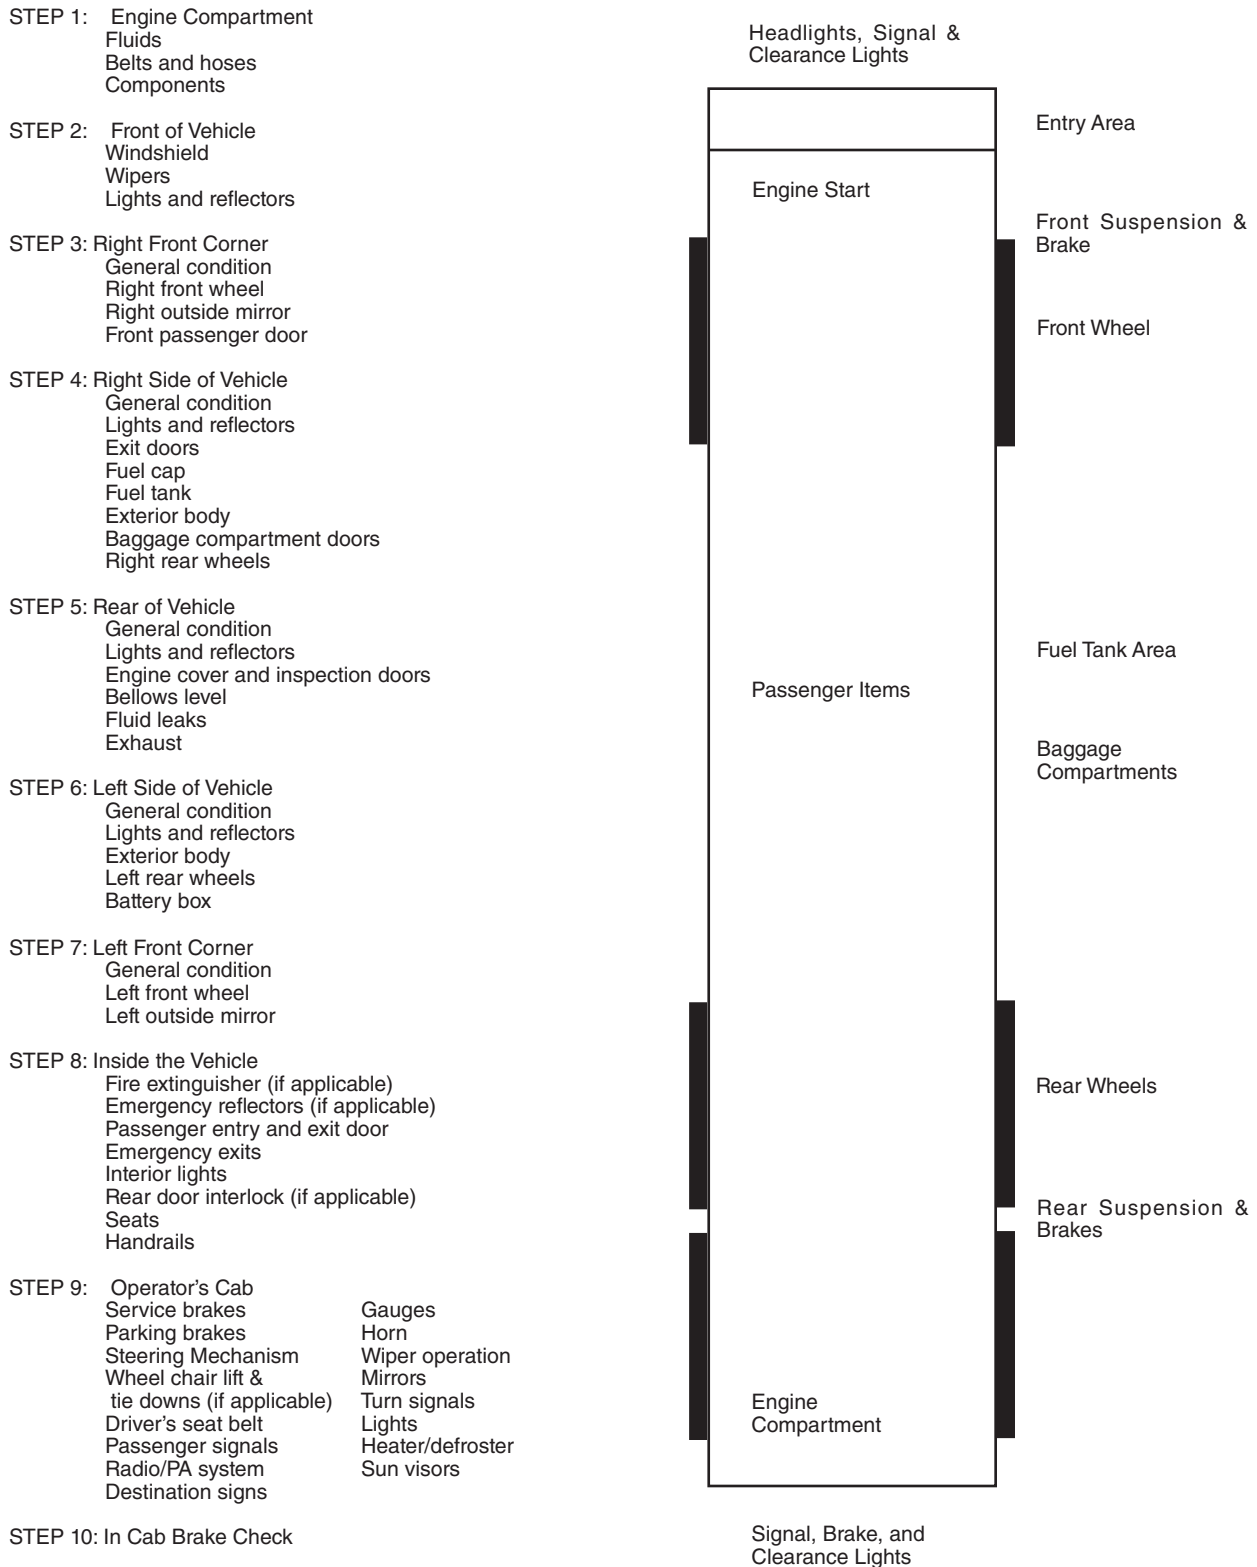 STEP 1: Engine Compartment
Fluids
Belts and hoses
Components
STEP 2: Front of Vehicle
Windshield
Wipers
Lights and reflectors
STEP 3: Right Front Corner
General condition
Right front wheel
Right outside mirror
Front passenger door
STEP 4: Right Side of Vehicle
General condition
Lights and reflectors
Exit doors
Fuel cap
Fuel tank
Exterior body
Baggage compartment doors
Right rear wheels
STEP 5: Rear of Vehicle
General condition
Lights and reflectors
Engine cover and inspection doors
Bellows level
Fluid leaks
Exhaust
STEP 6: Left Side of Vehicle
General condition
Lights and reflectors
Exterior body
Left rear wheels
Battery box
STEP 7: Left Front Corner
General condition
Left front wheel
Left outside mirror
STEP 8: Inside the Vehicle
Fire extinguisher (if applicable)
Emergency reflectors (if applicable)
Passenger entry and exit door
Emergency exits
Interior lights
Rear door interlock (if applicable)
Seats
Handrails
STEP 9: Operator's Cab
Service brakes
Parking brakes
Steering Mechanism
Wheel chair lift &
tie downs (if applicable)
Driver's seat belt
Passenger signals
Radio/PA system
Destination signs
Gauges
Horn
Wiper operation
Mirrors
Turn signals
Lights
Heater/defroster
Sun visors
STEP 10: In Cab Brake Check
Headlights, Signal &
Clearance Lights
Entry Area
Engine Start
Front Suspension &
Brake
Front Wheel
Fuel Tank Area
Passenger Items
Baggage
Compartments
Rear Wheels
Rear Suspension &
Brakes
Engine
Compartment
Signal, Brake, and
Clearance Lights